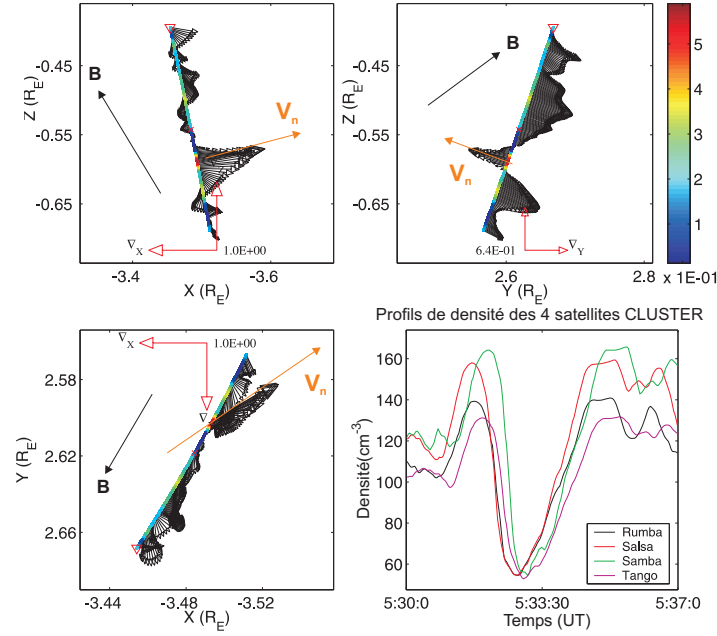 -0.45
-0.55
-0.65
Z (R_E)
B
V_n
∇_X
1.0E+00
-3.4
-3.6
X (R_E)
-0.45
-0.55
-0.65
Z (R_E)
B
V_n
6.4E-01
∇_Y
2.6
2.8
Y (R_E)
5
4
3
2
1
x 1E-01
2.58
2.62
2.66
Y (R_E)
∇_X
1.0E+00
V_n
∇
B
-3.44
-3.48
-3.52
X (R_E)
Profils de densité des 4 satellites CLUSTER
160
140
120
100
80
60
Densité(cm⁻³)
Rumba
Salsa
Samba
Tango
5:30:0
5:33:30
5:37:0
Temps (UT)